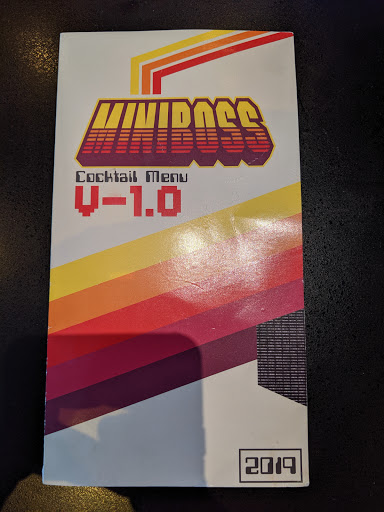 MINIBOSS
Cocktail Menu
V-1.0
2019